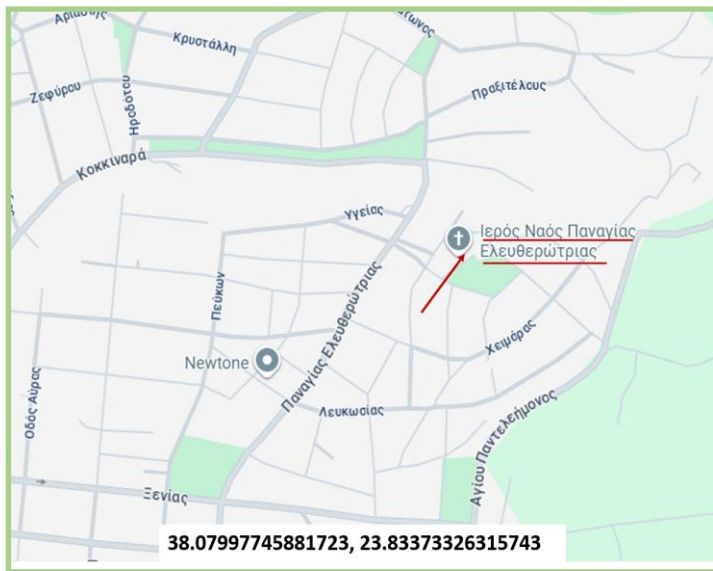 Αριάδνης
Κρυστάλλη
Ζεφύρου
Ηροδότου
Πραξιτέλους
Κοκκιναρά
Υγείας
Ιερός Ναός Παναγίας
Ελευθερώτριας
Πεύκων
Παναγίας Ελευθερώτριας
Χειμάρας
Newtone
Λευκωσίας
Οδός Αύρας
Αγίου Παντελεήμονος
Ξενίας
38.07997745881723, 23.83373326315743